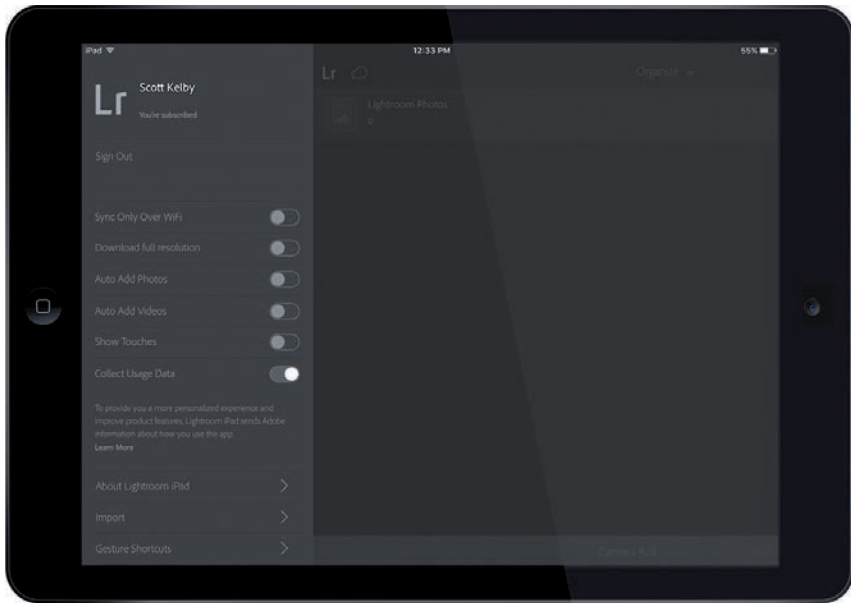 iPad
12:33 PM
55%
Lr
Scott Kelby
You're subscribed
Sign Out
Sync Only Over WiFi
Download full resolution
Auto Add Photos
Auto Add Videos
Show Touches
Collect Usage Data
To provide you a more personalized experience and
improve product features, Lightroom iPad sends Adobe
information about how you use the app.
Learn More
About Lightroom iPad
Import
Gesture Shortcuts
Lr
Organize
Lightroom Photos
0
Camera Roll